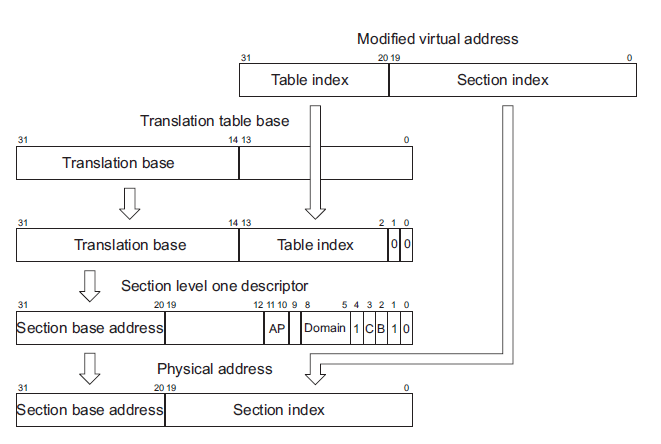 Modified virtual address
31 20 19 0
Table index Section index
Translation table base
31 14 13 0
Translation base
31 14 13 2 1 0
Translation base Table index 0 0
Section level one descriptor
31 20 19 12 11 10 9 8 5 4 3 2 1 0
Section base address AP Domain 1 C B 1 0
Physical address
31 20 19 0
Section base address Section index